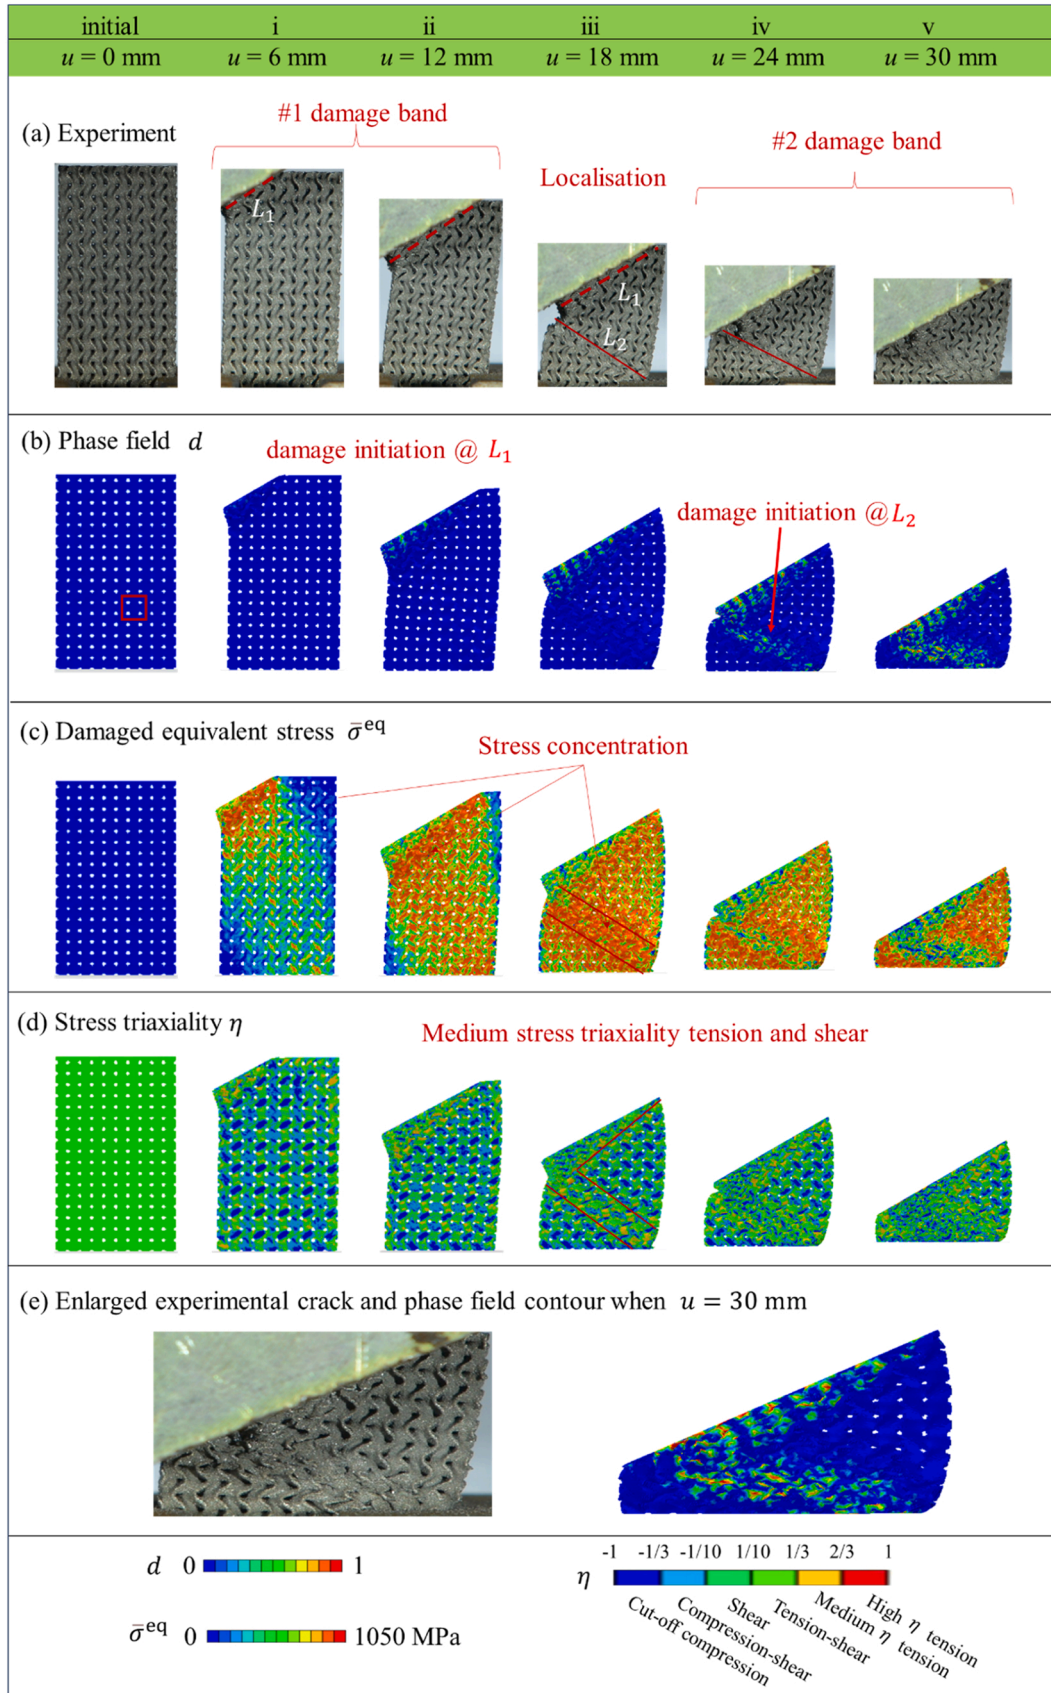 initial i ii iii iv v
u = 0 mm u = 6 mm u = 12 mm u = 18 mm u = 24 mm u = 30 mm
#1 damage band
(a) Experiment
#2 damage band
Localisation
L₁
L₁
L₂
(b) Phase field d
damage initiation @ L₁
damage initiation @L₂
(c) Damaged equivalent stress σ̄^eq
Stress concentration
(d) Stress triaxiality η
Medium stress triaxiality tension and shear
(e) Enlarged experimental crack and phase field contour when u = 30 mm
d 0 1
σ̄^eq 0 1050 MPa
-1 -1/3 -1/10 1/10 1/3 2/3 1
η
Cut-off compression
Compression-shear
Shear
Tension-shear
Medium η tension
High η tension